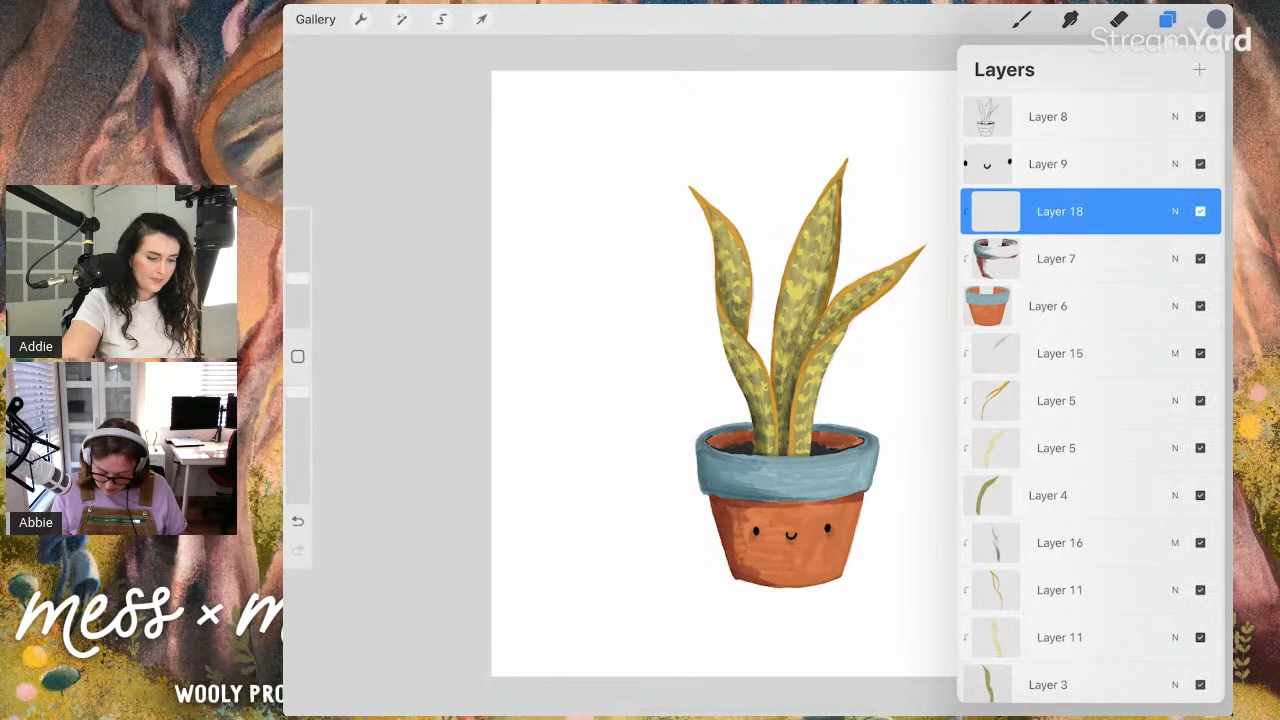 Gallery
StreamYard
Layers
Layer 8 N
Layer 9 N
Layer 18 N
Layer 7 N
Layer 6 N
Layer 15 M
Layer 5 N
Layer 5 N
Layer 4 N
Layer 16 M
Layer 11 N
Layer 11 N
Layer 3 N
Addie
Abbie
mess × m
WOOLY PRO